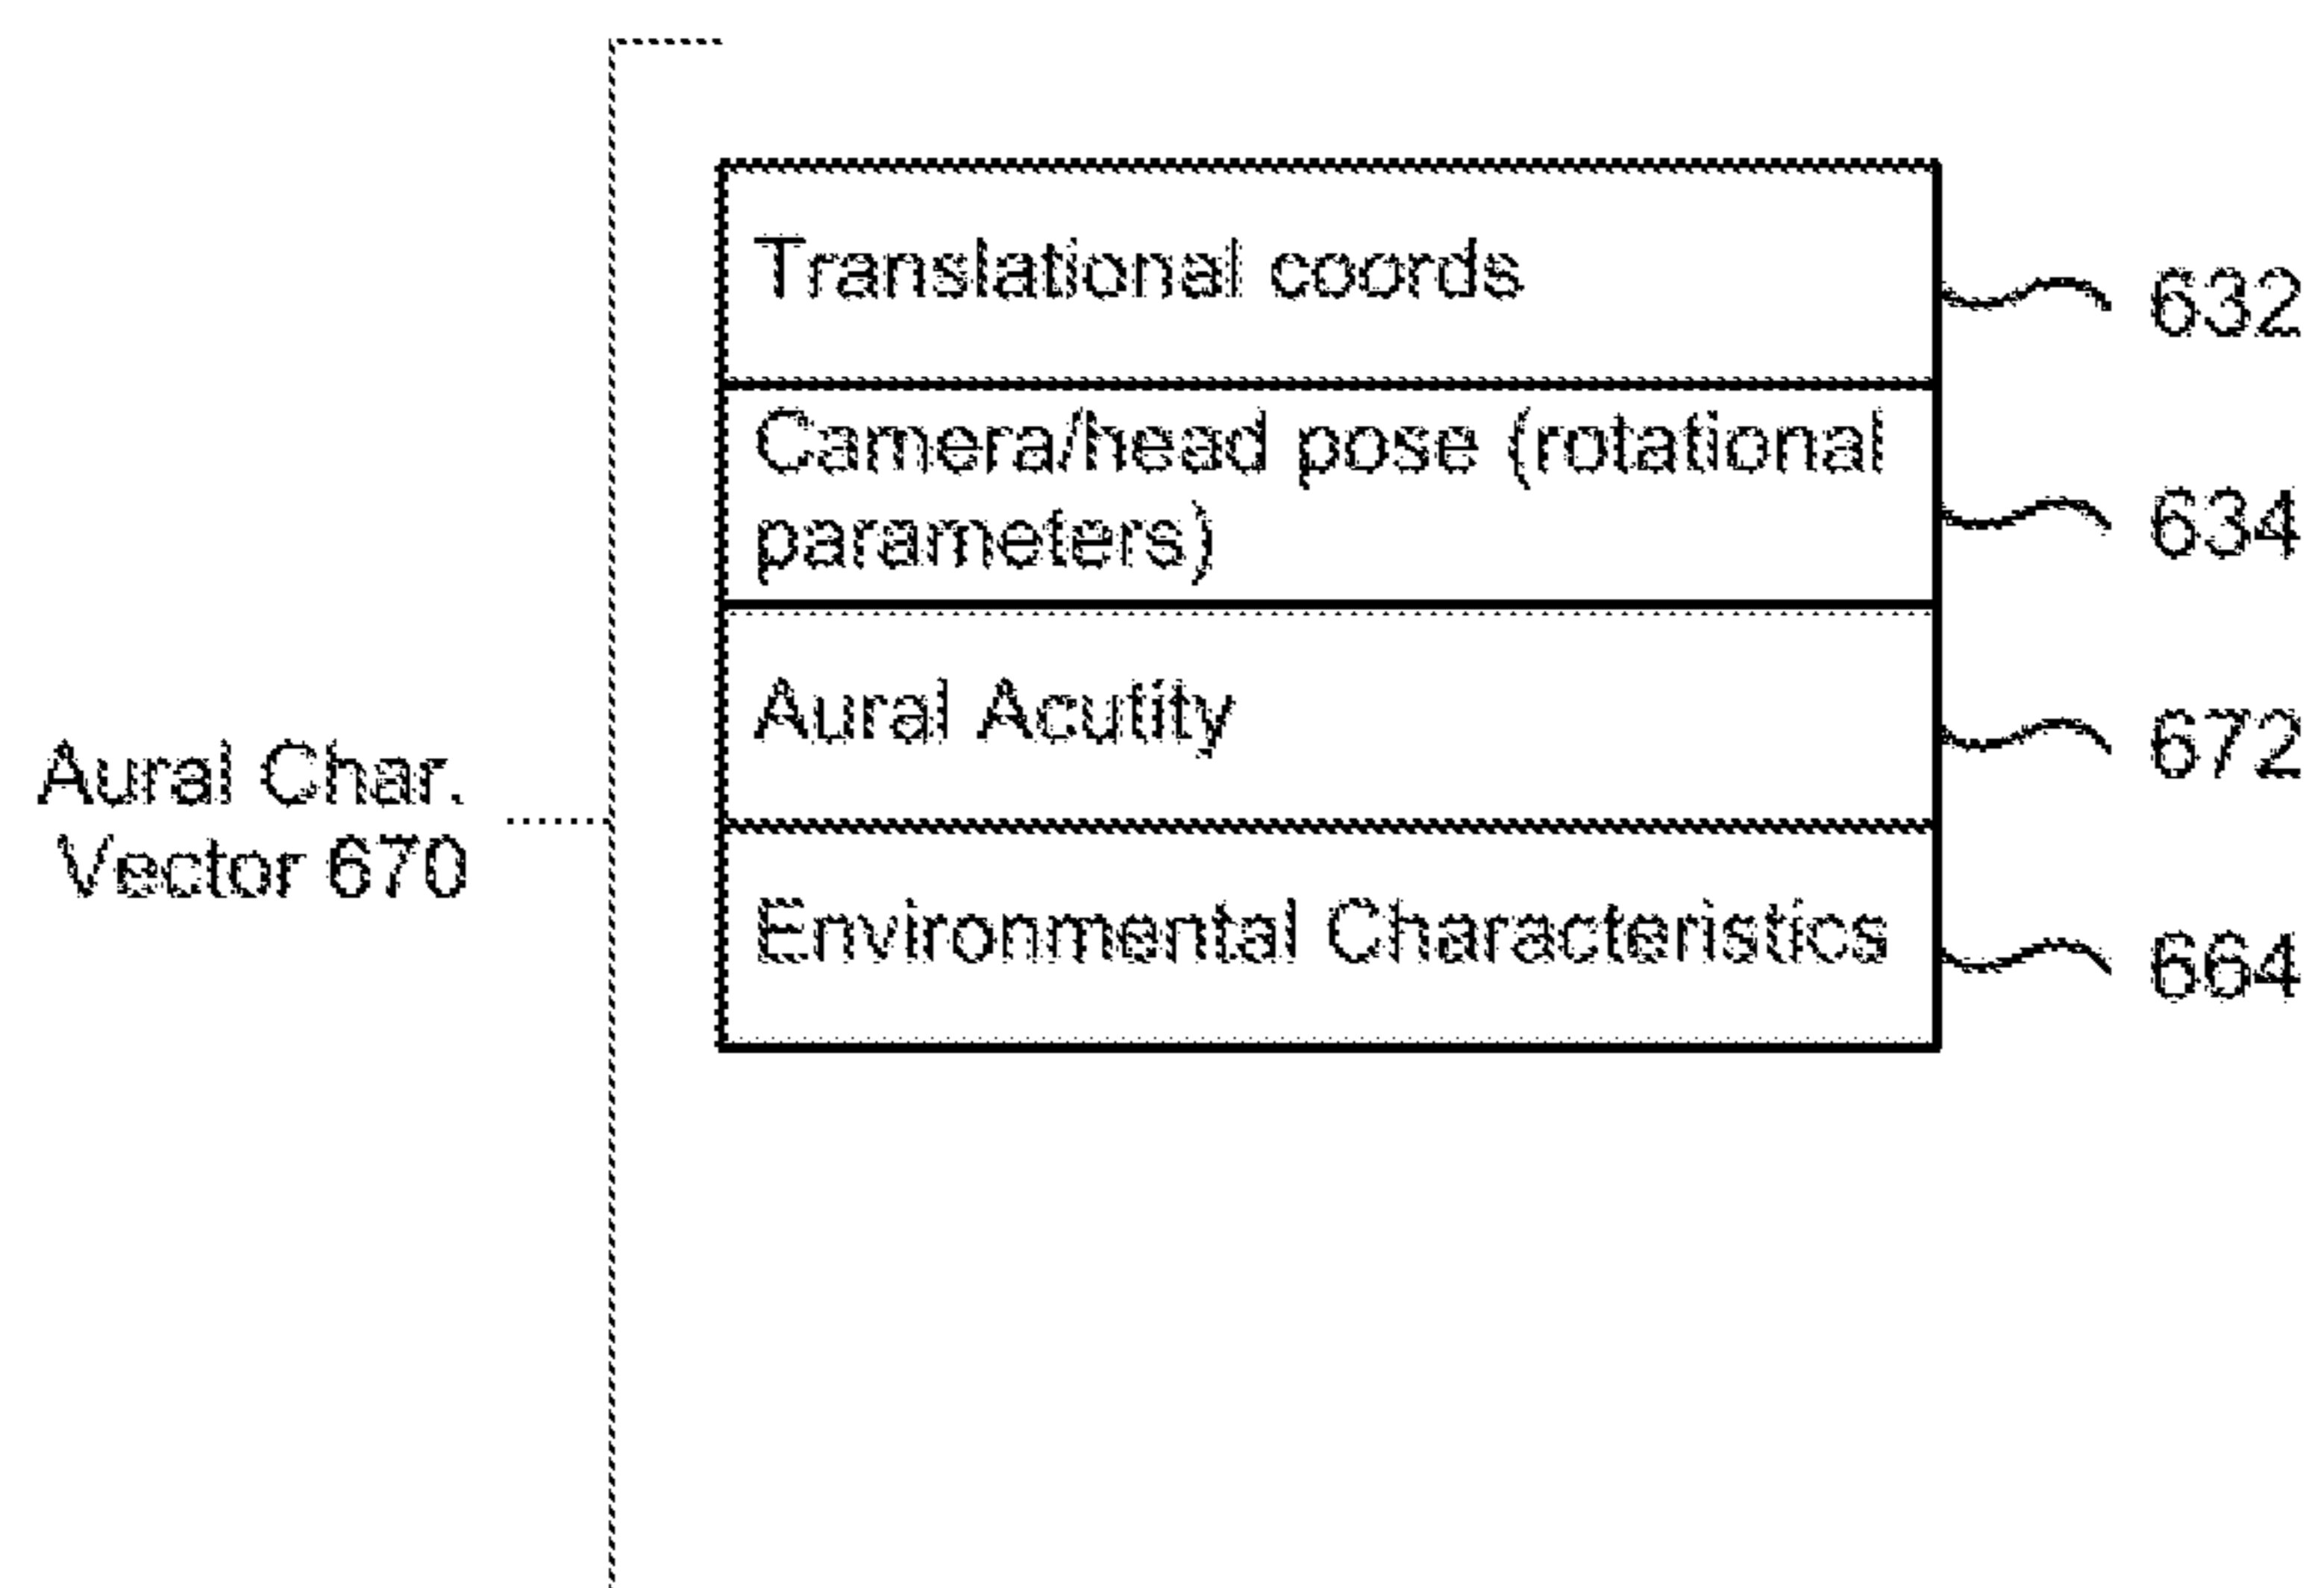 Translational coords
632
Camera/head pose (rotational
parameters)
634
Aural Acutity
672
Aural Char.
Vector 670
Environmental Characteristics
664